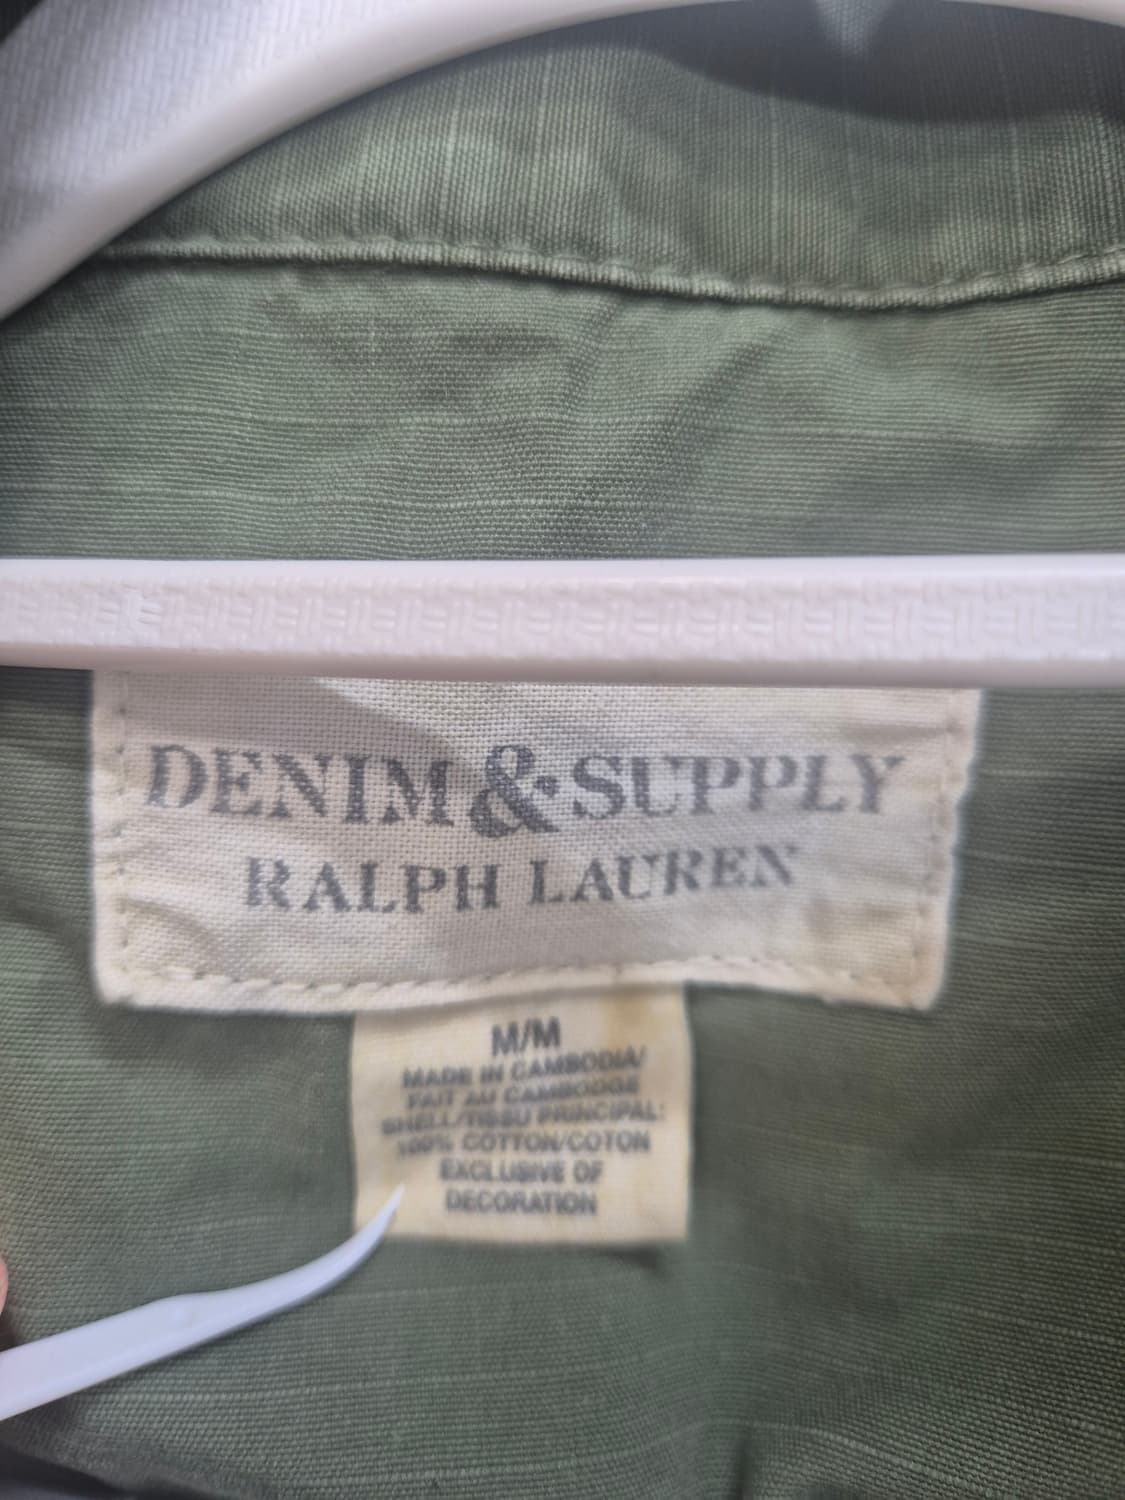 DENIM & SUPPLY
RALPH LAUREN
M/M
MADE IN CAMBODIA/
FAIT AU CAMBODGE
SHELL/TISSU PRINCIPAL:
100% COTTON/COTON
EXCLUSIVE OF
DECORATION